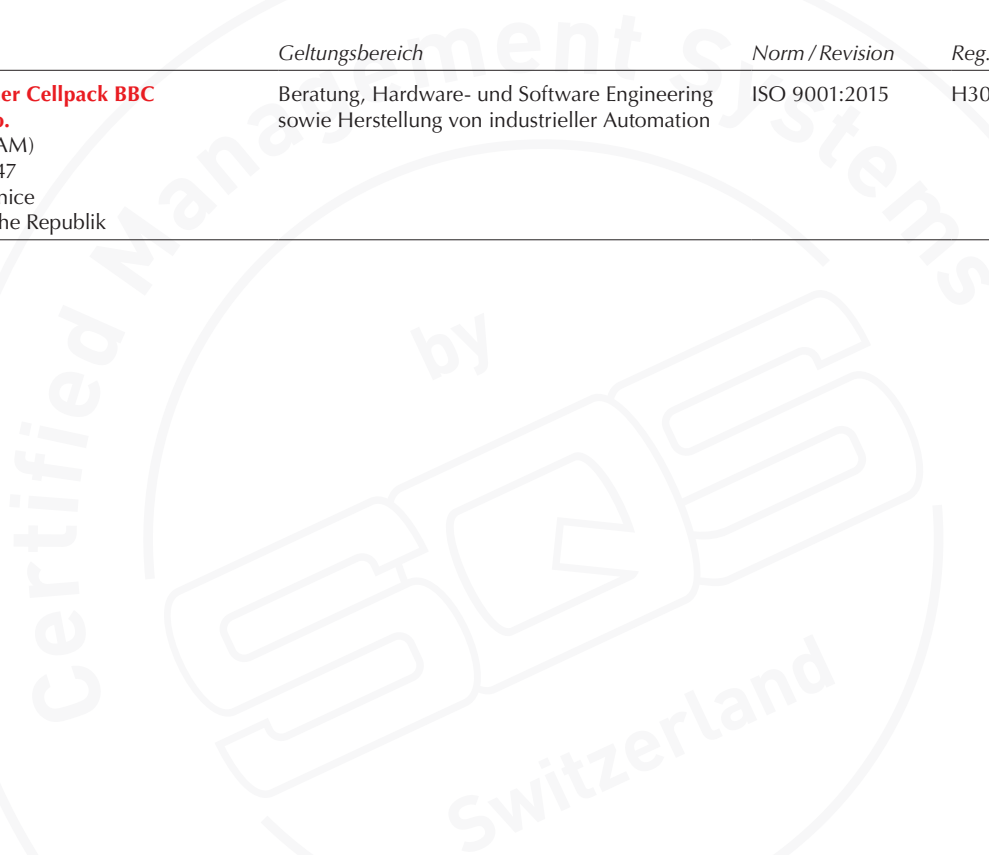 Geltungsbereich Norm / Revision Reg.
er Cellpack BBC Beratung, Hardware- und Software Engineering ISO 9001:2015 H30
o. sowie Herstellung von industrieller Automation
AM)
47
nice
he Republik
Certified Management Systems
by
SQS
Switzerland